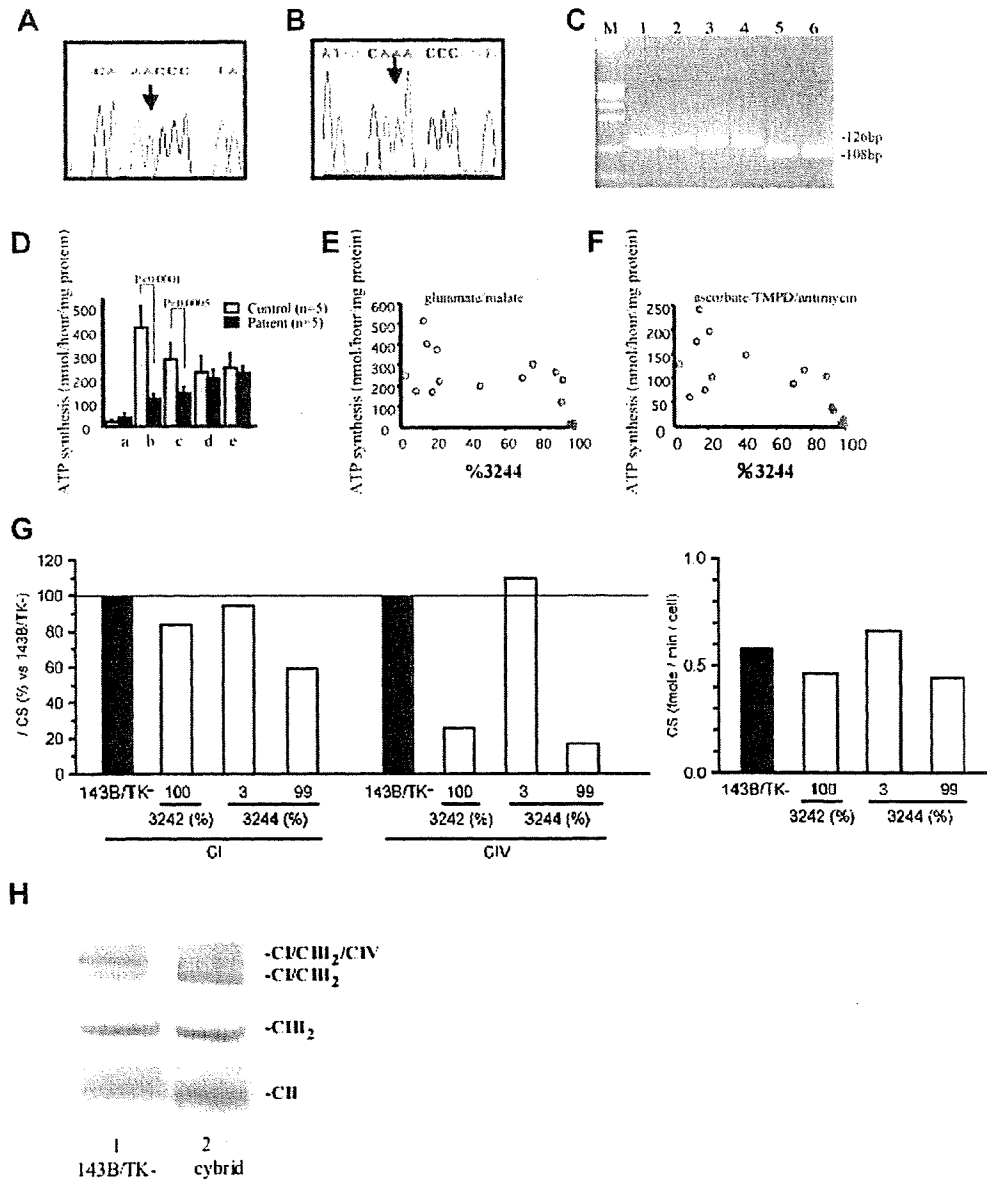 A
B
C
AACCC
CAAA CCC
M 1 2 3 4 5 6
-126bp
-108bp
D
ATP synthesis (nmol/hour/mg protein)
500
400
300
200
100
0
Control (n=5)
Patient (n=5)
a b c d e
E
ATP synthesis (nmol/hour/mg protein)
glutamate/malate
600
500
400
300
200
100
0
0 20 40 60 80 100
%3244
F
ATP synthesis (nmol/hour/mg protein)
ascorbate/TMPD/antimycin
250
200
150
100
50
0
0 20 40 60 80 100
%3244
G
/ CS (% vs 143B/TK-)
120
100
80
60
40
20
0
143B/TK- 100 3 99 143B/TK- 100 3 99
3242 (%) 3244 (%) 3242 (%) 3244 (%)
CI CIV
CS (fmole / min / cell)
1.0
0.5
0.0
143B/TK- 100 3 99
3242 (%) 3244 (%)
H
-CI/CIII2/CIV
-CI/CIII2
-CIII2
-CII
1 2
143B/TK- cybrid